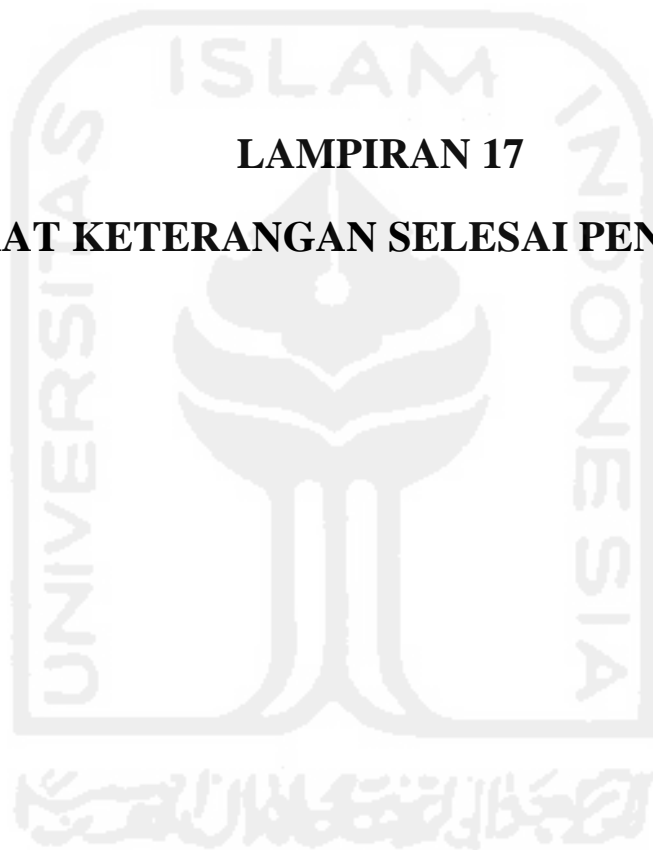 LAMPIRAN 17
AT KETERANGAN SELESAI PEN
UNIVERSITAS
ISLAM
INDONESIA